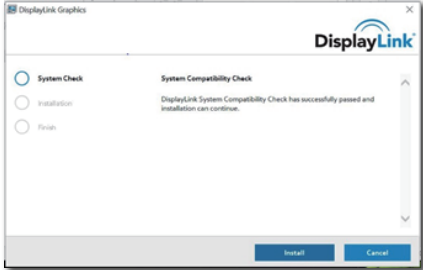 DisplayLink Graphics
DisplayLink
System Check
System Compatibility Check
DisplayLink System Compatibility Check has successfully passed and
installation can continue.
Installation
Finish
Install
Cancel